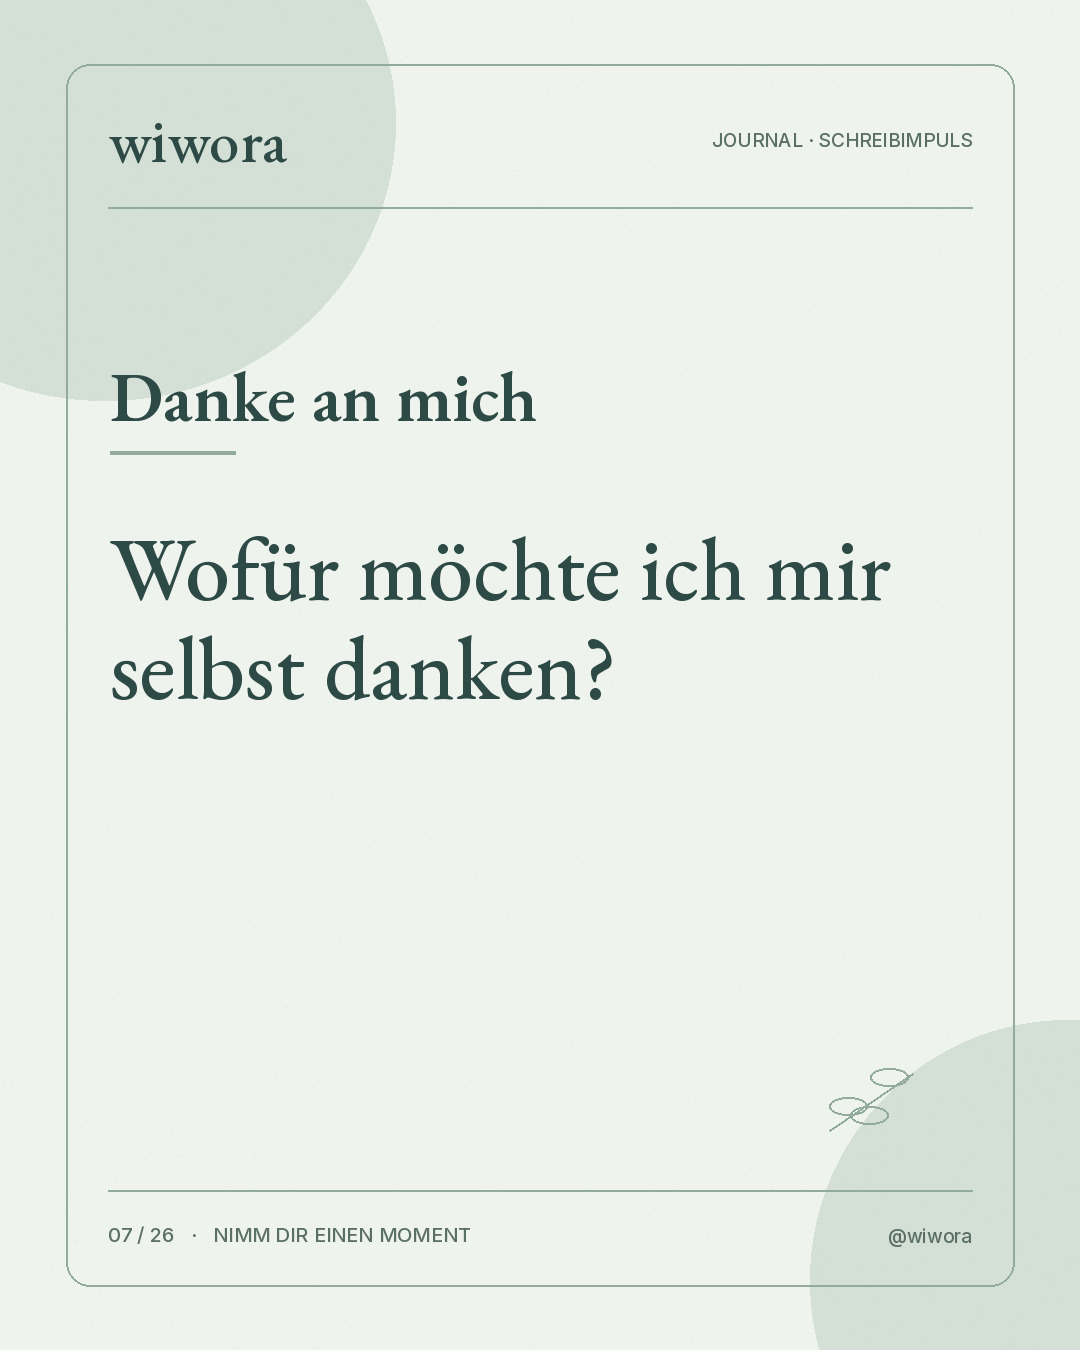 wiwora
JOURNAL · SCHREIBIMPULS
Danke an mich
Wofür möchte ich mir
selbst danken?
07 / 26 · NIMM DIR EINEN MOMENT
@wiwora